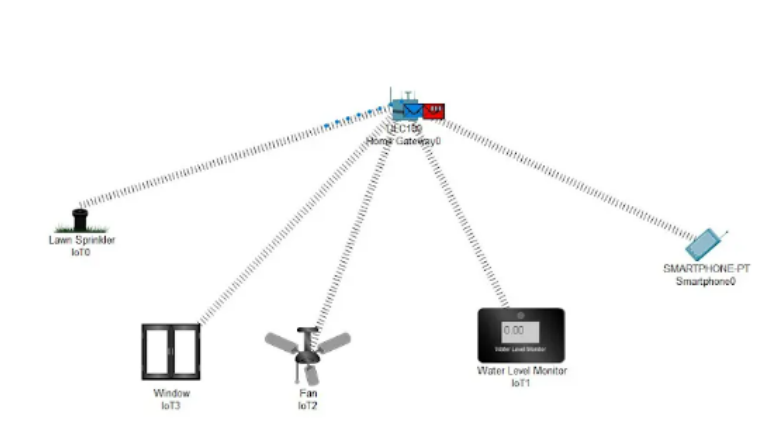 DLC100
Home Gateway0
Lawn Sprinkler
IoT0
SMARTPHONE-PT
Smartphone0
0.00
Water Level Monitor
Water Level Monitor
IoT1
Window
IoT3
Fan
IoT2